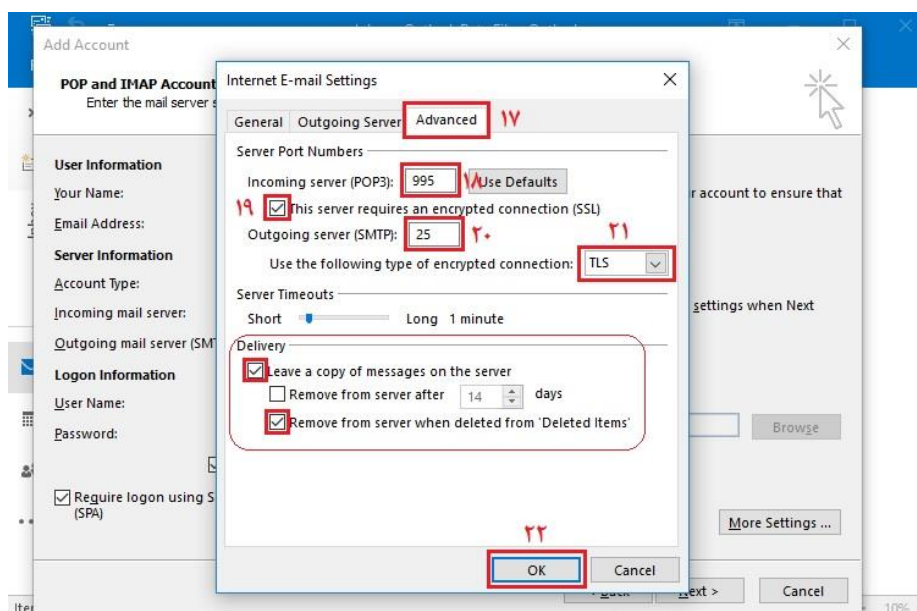 Add Account
POP and IMAP Account
Enter the mail server
User Information
Your Name:
Email Address:
Server Information
Account Type:
Incoming mail server:
Outgoing mail server (SM
Logon Information
User Name:
Password:
Require logon using S
(SPA)
Internet E-mail Settings
General Outgoing Server Advanced ۱۷
Server Port Numbers
Incoming server (POP3): 995 ۱۸ Use Defaults
۱۹ This server requires an encrypted connection (SSL)
Outgoing server (SMTP): 25 ۲۰ ۲۱
Use the following type of encrypted connection: TLS
Server Timeouts
Short Long 1 minute
Delivery
Leave a copy of messages on the server
Remove from server after 14 days
Remove from server when deleted from 'Deleted Items'
۲۲
OK Cancel
r account to ensure that
settings when Next
Browse
More Settings ...
Next > Cancel
10%